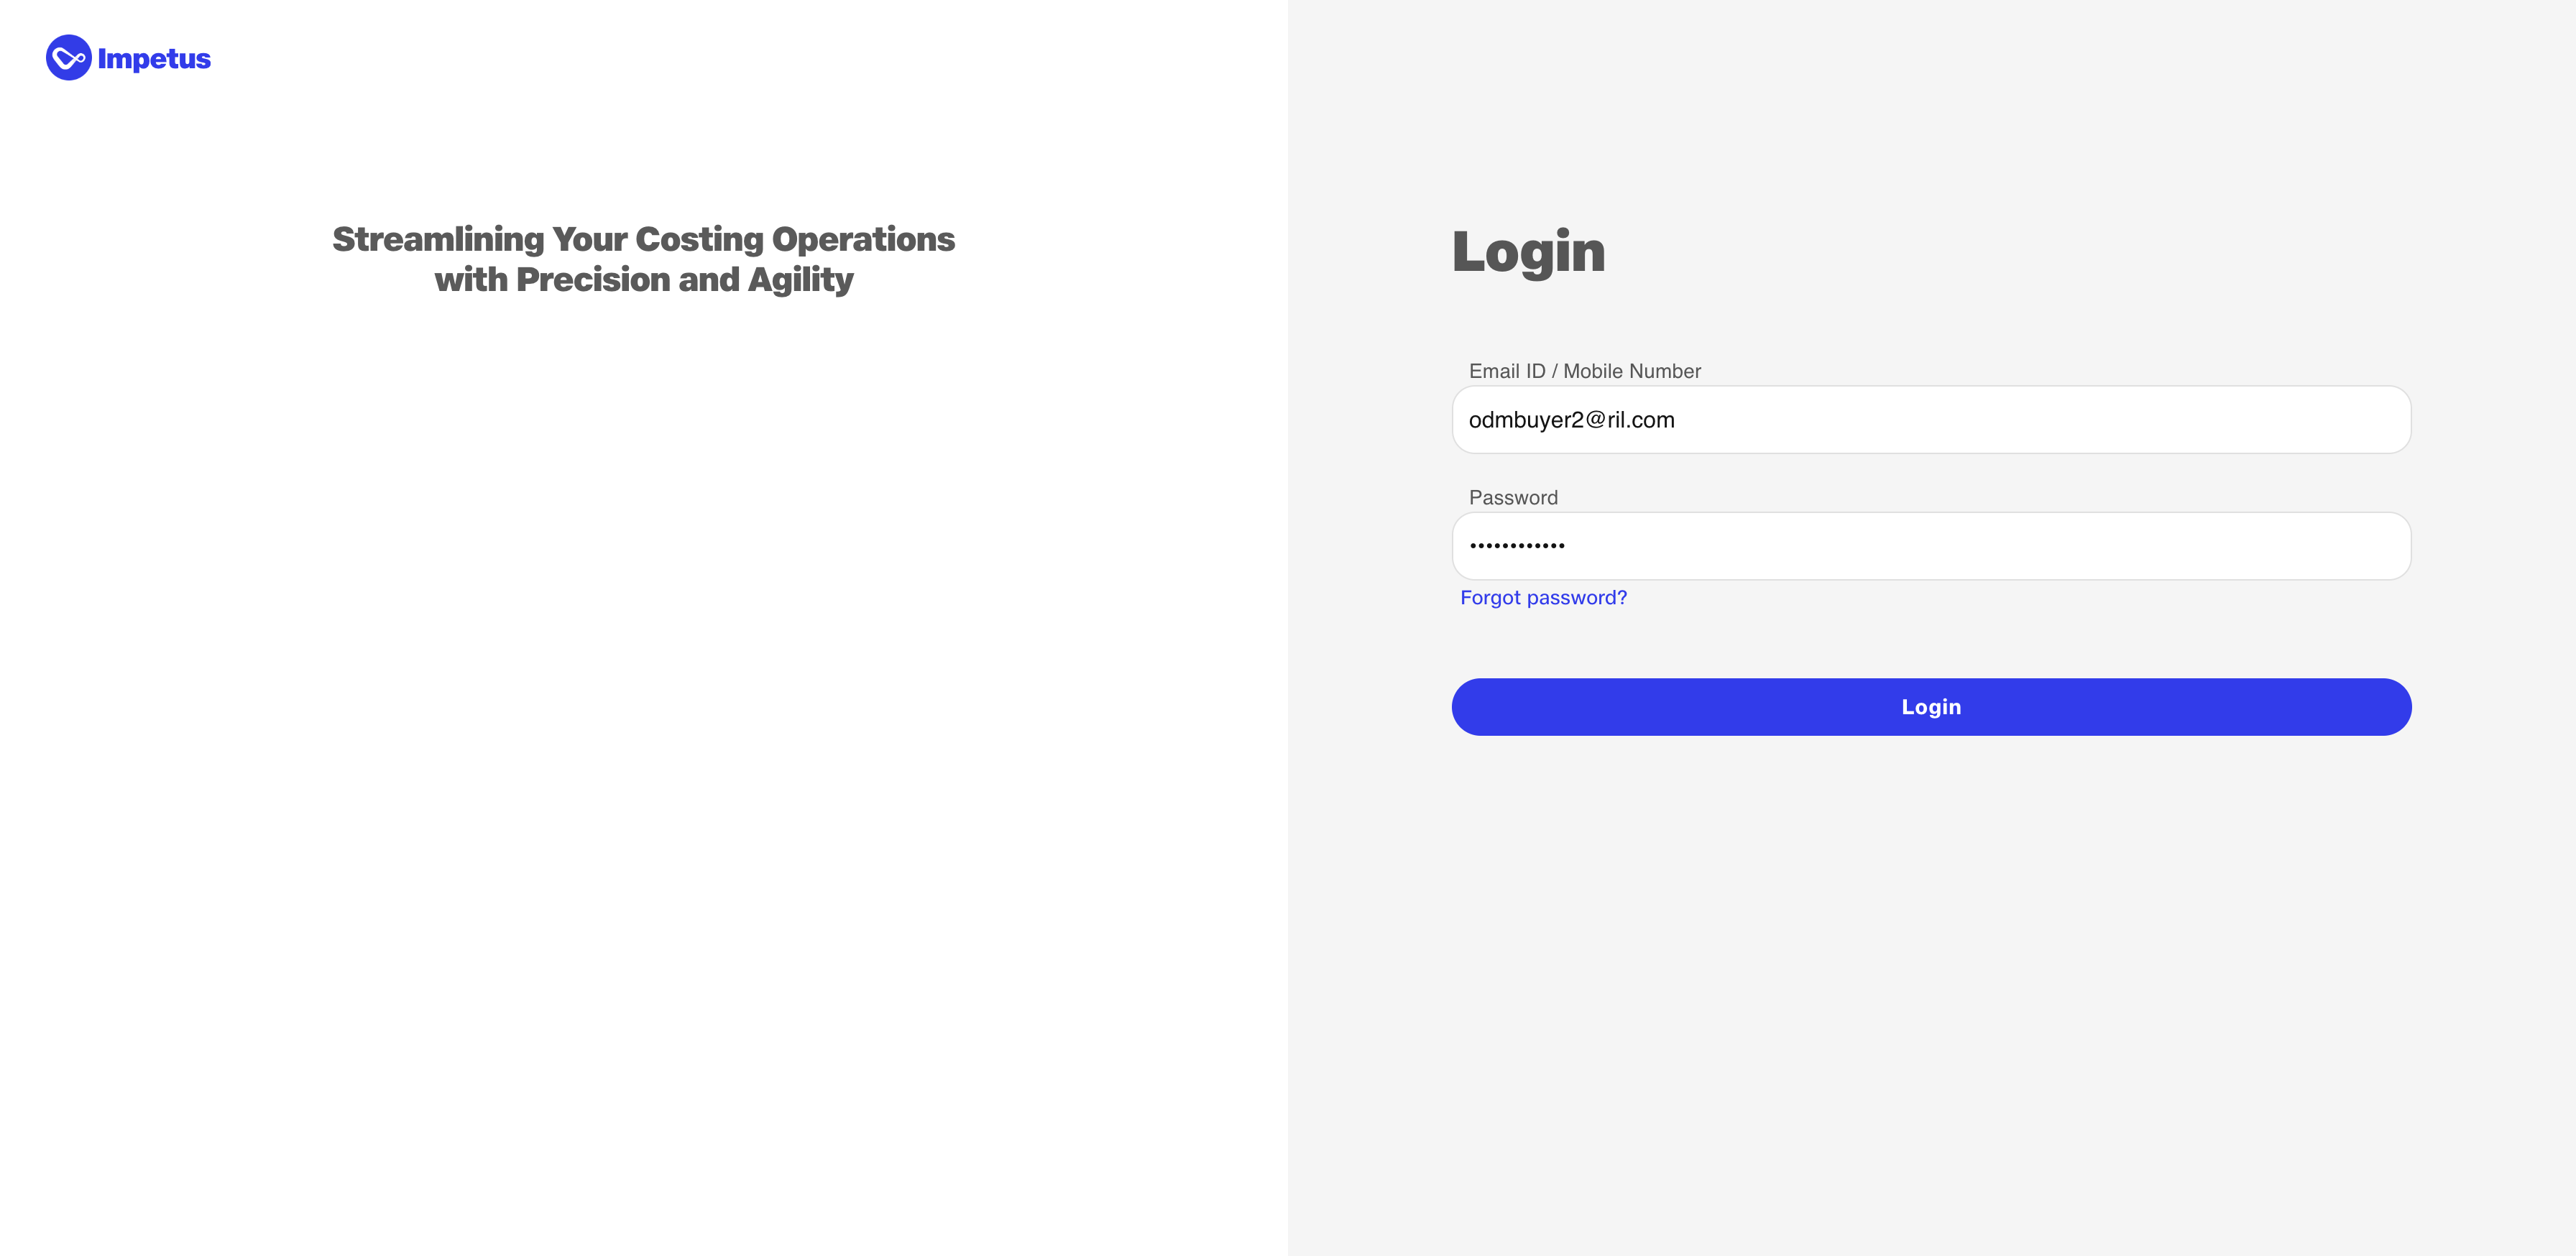 Impetus
Streamlining Your Costing Operations
with Precision and Agility
Login
Email ID / Mobile Number
odmbuyer2@ril.com
Password
••••••••••••
Forgot password?
Login